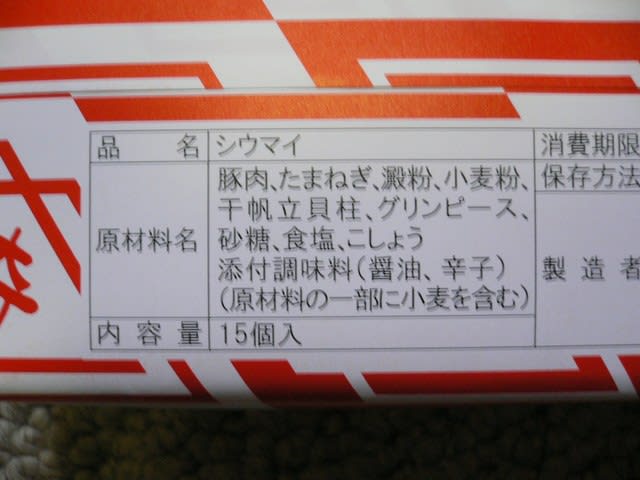 品名 シウマイ 消費期限
豚肉、たまねぎ、澱粉、小麦粉、 保存方法
干帆立貝柱、グリンピース、
原材料名 砂糖、食塩、こしょう
添付調味料（醤油、辛子） 製造者
（原材料の一部に小麦を含む）
内容量 15個入